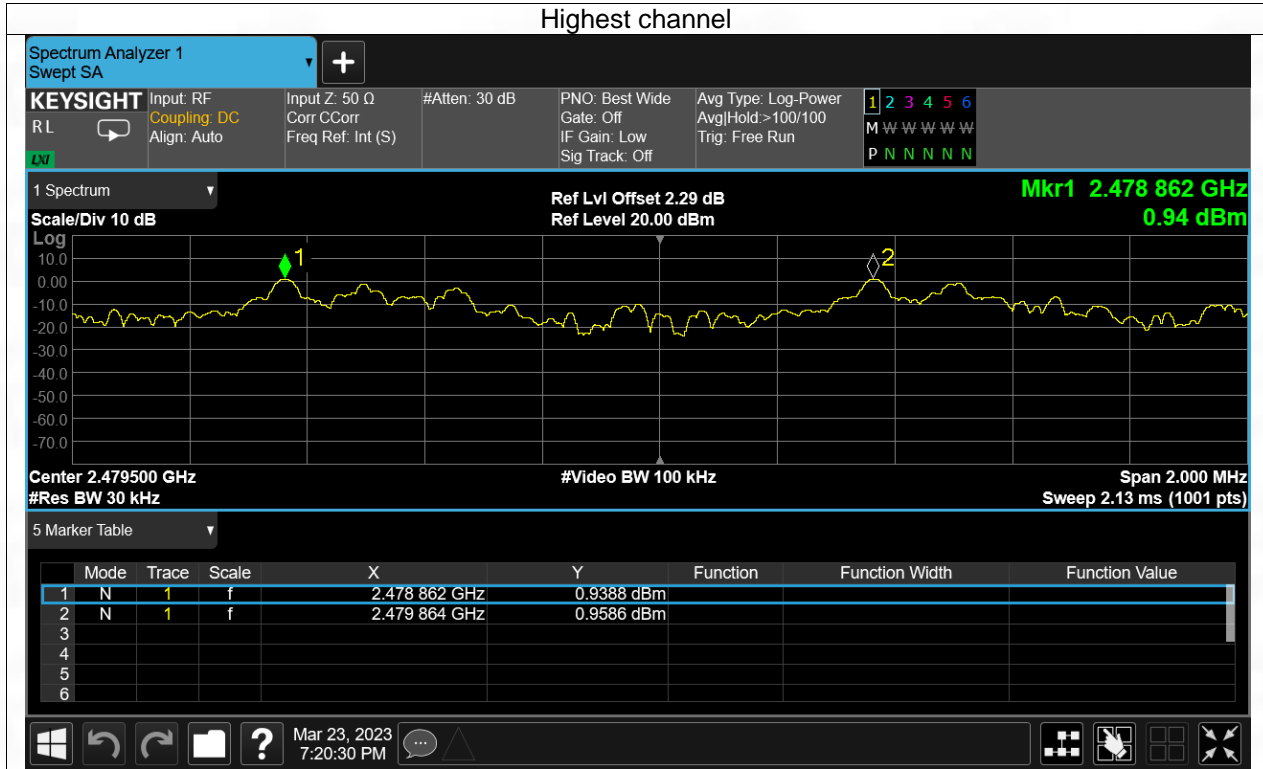 Highest channel
Spectrum Analyzer 1
Swept SA
KEYSIGHT
RL
LXI
Input: RF
Coupling: DC
Align: Auto
Input Z: 50 Ω
Corr CCorr
Freq Ref: Int (S)
#Atten: 30 dB
PNO: Best Wide
Gate: Off
IF Gain: Low
Sig Track: Off
Avg Type: Log-Power
Avg|Hold:>100/100
Trig: Free Run
1 2 3 4 5 6
M W W W W W
P N N N N N
1 Spectrum
Scale/Div 10 dB
Ref Lvl Offset 2.29 dB
Ref Level 20.00 dBm
Mkr1 2.478 862 GHz
0.94 dBm
Log
10.0
0.00
-10.0
-20.0
-30.0
-40.0
-50.0
-60.0
-70.0
1
2
Center 2.479500 GHz
#Video BW 100 kHz
Span 2.000 MHz
#Res BW 30 kHz
Sweep 2.13 ms (1001 pts)
5 Marker Table
Mode Trace Scale X Y Function Function Width Function Value
1 N 1 f 2.478 862 GHz 0.9388 dBm
2 N 1 f 2.479 864 GHz 0.9586 dBm
3
4
5
6
?
Mar 23, 2023
7:20:30 PM